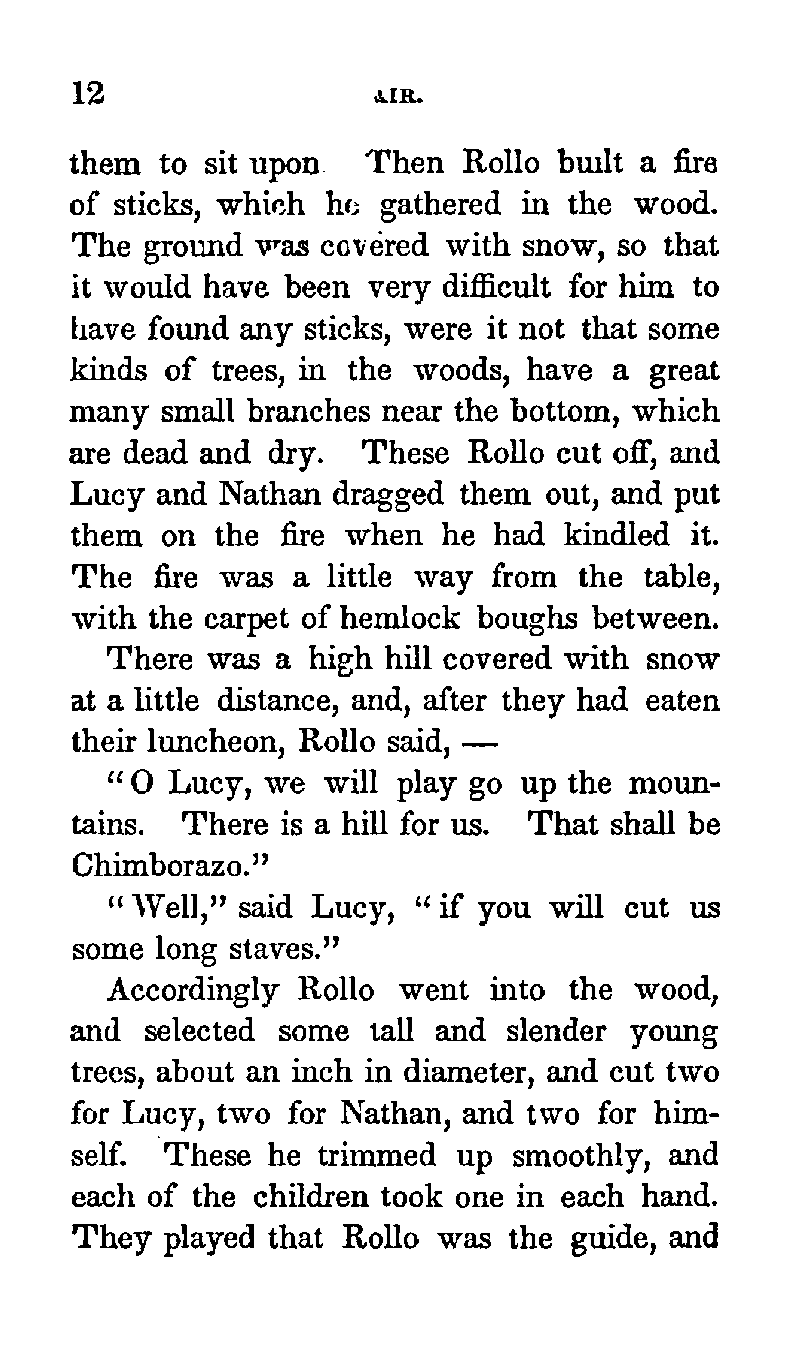 12 AIR.
them to sit upon. Then Rollo built a fire
of sticks, which he gathered in the wood.
The ground was covered with snow, so that
it would have been very difficult for him to
have found any sticks, were it not that some
kinds of trees, in the woods, have a great
many small branches near the bottom, which
are dead and dry. These Rollo cut off, and
Lucy and Nathan dragged them out, and put
them on the fire when he had kindled it.
The fire was a little way from the table,
with the carpet of hemlock boughs between.
There was a high hill covered with snow
at a little distance, and, after they had eaten
their luncheon, Rollo said, —
“O Lucy, we will play go up the moun-
tains. There is a hill for us. That shall be
Chimborazo.”
“Well,” said Lucy, “if you will cut us
some long staves.”
Accordingly Rollo went into the wood,
and selected some tall and slender young
trees, about an inch in diameter, and cut two
for Lucy, two for Nathan, and two for him-
self. These he trimmed up smoothly, and
each of the children took one in each hand.
They played that Rollo was the guide, and